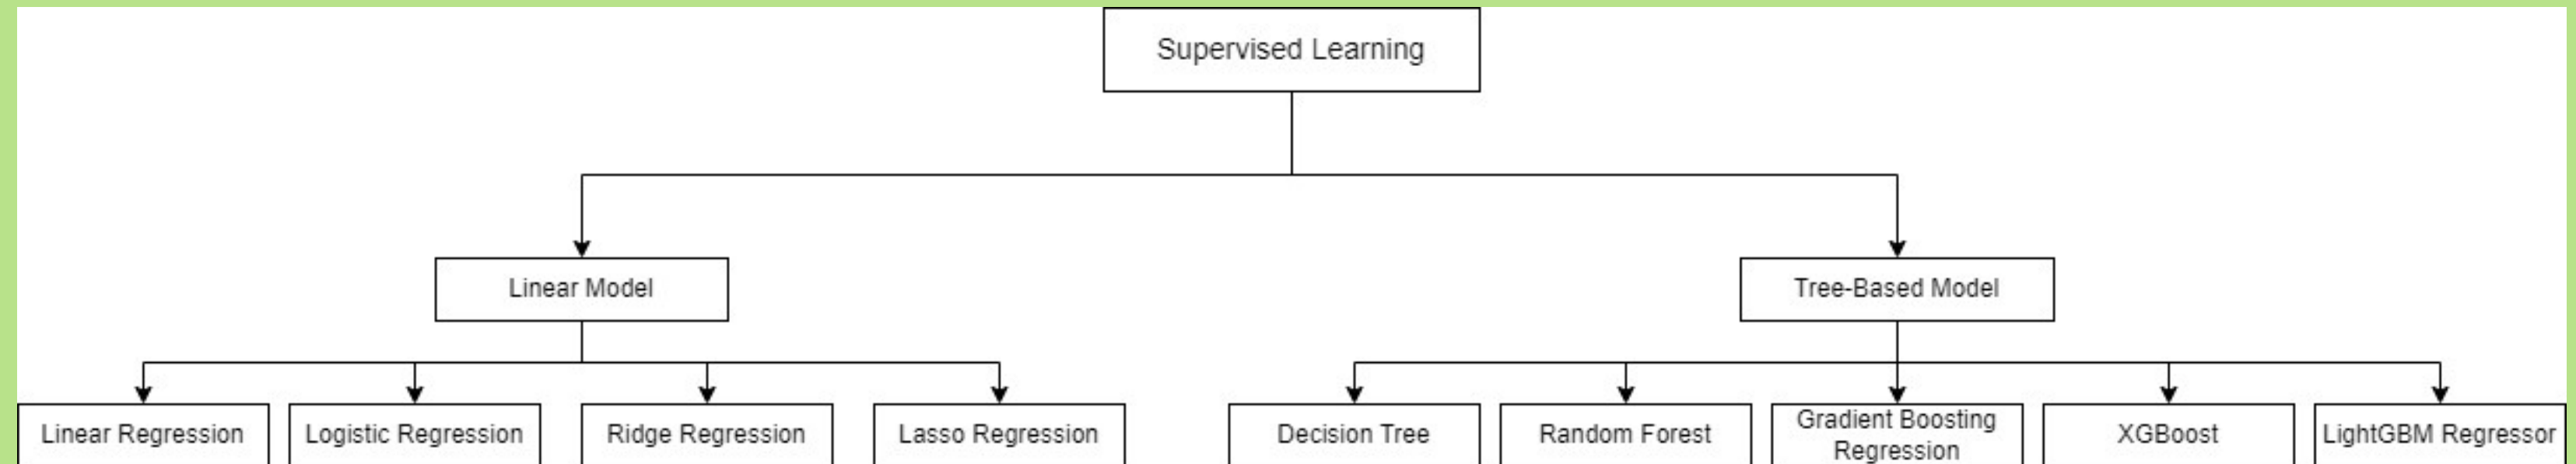 Supervised Learning
Linear Model
Tree-Based Model
Linear Regression
Logistic Regression
Ridge Regression
Lasso Regression
Decision Tree
Random Forest
Gradient Boosting
Regression
XGBoost
LightGBM Regressor